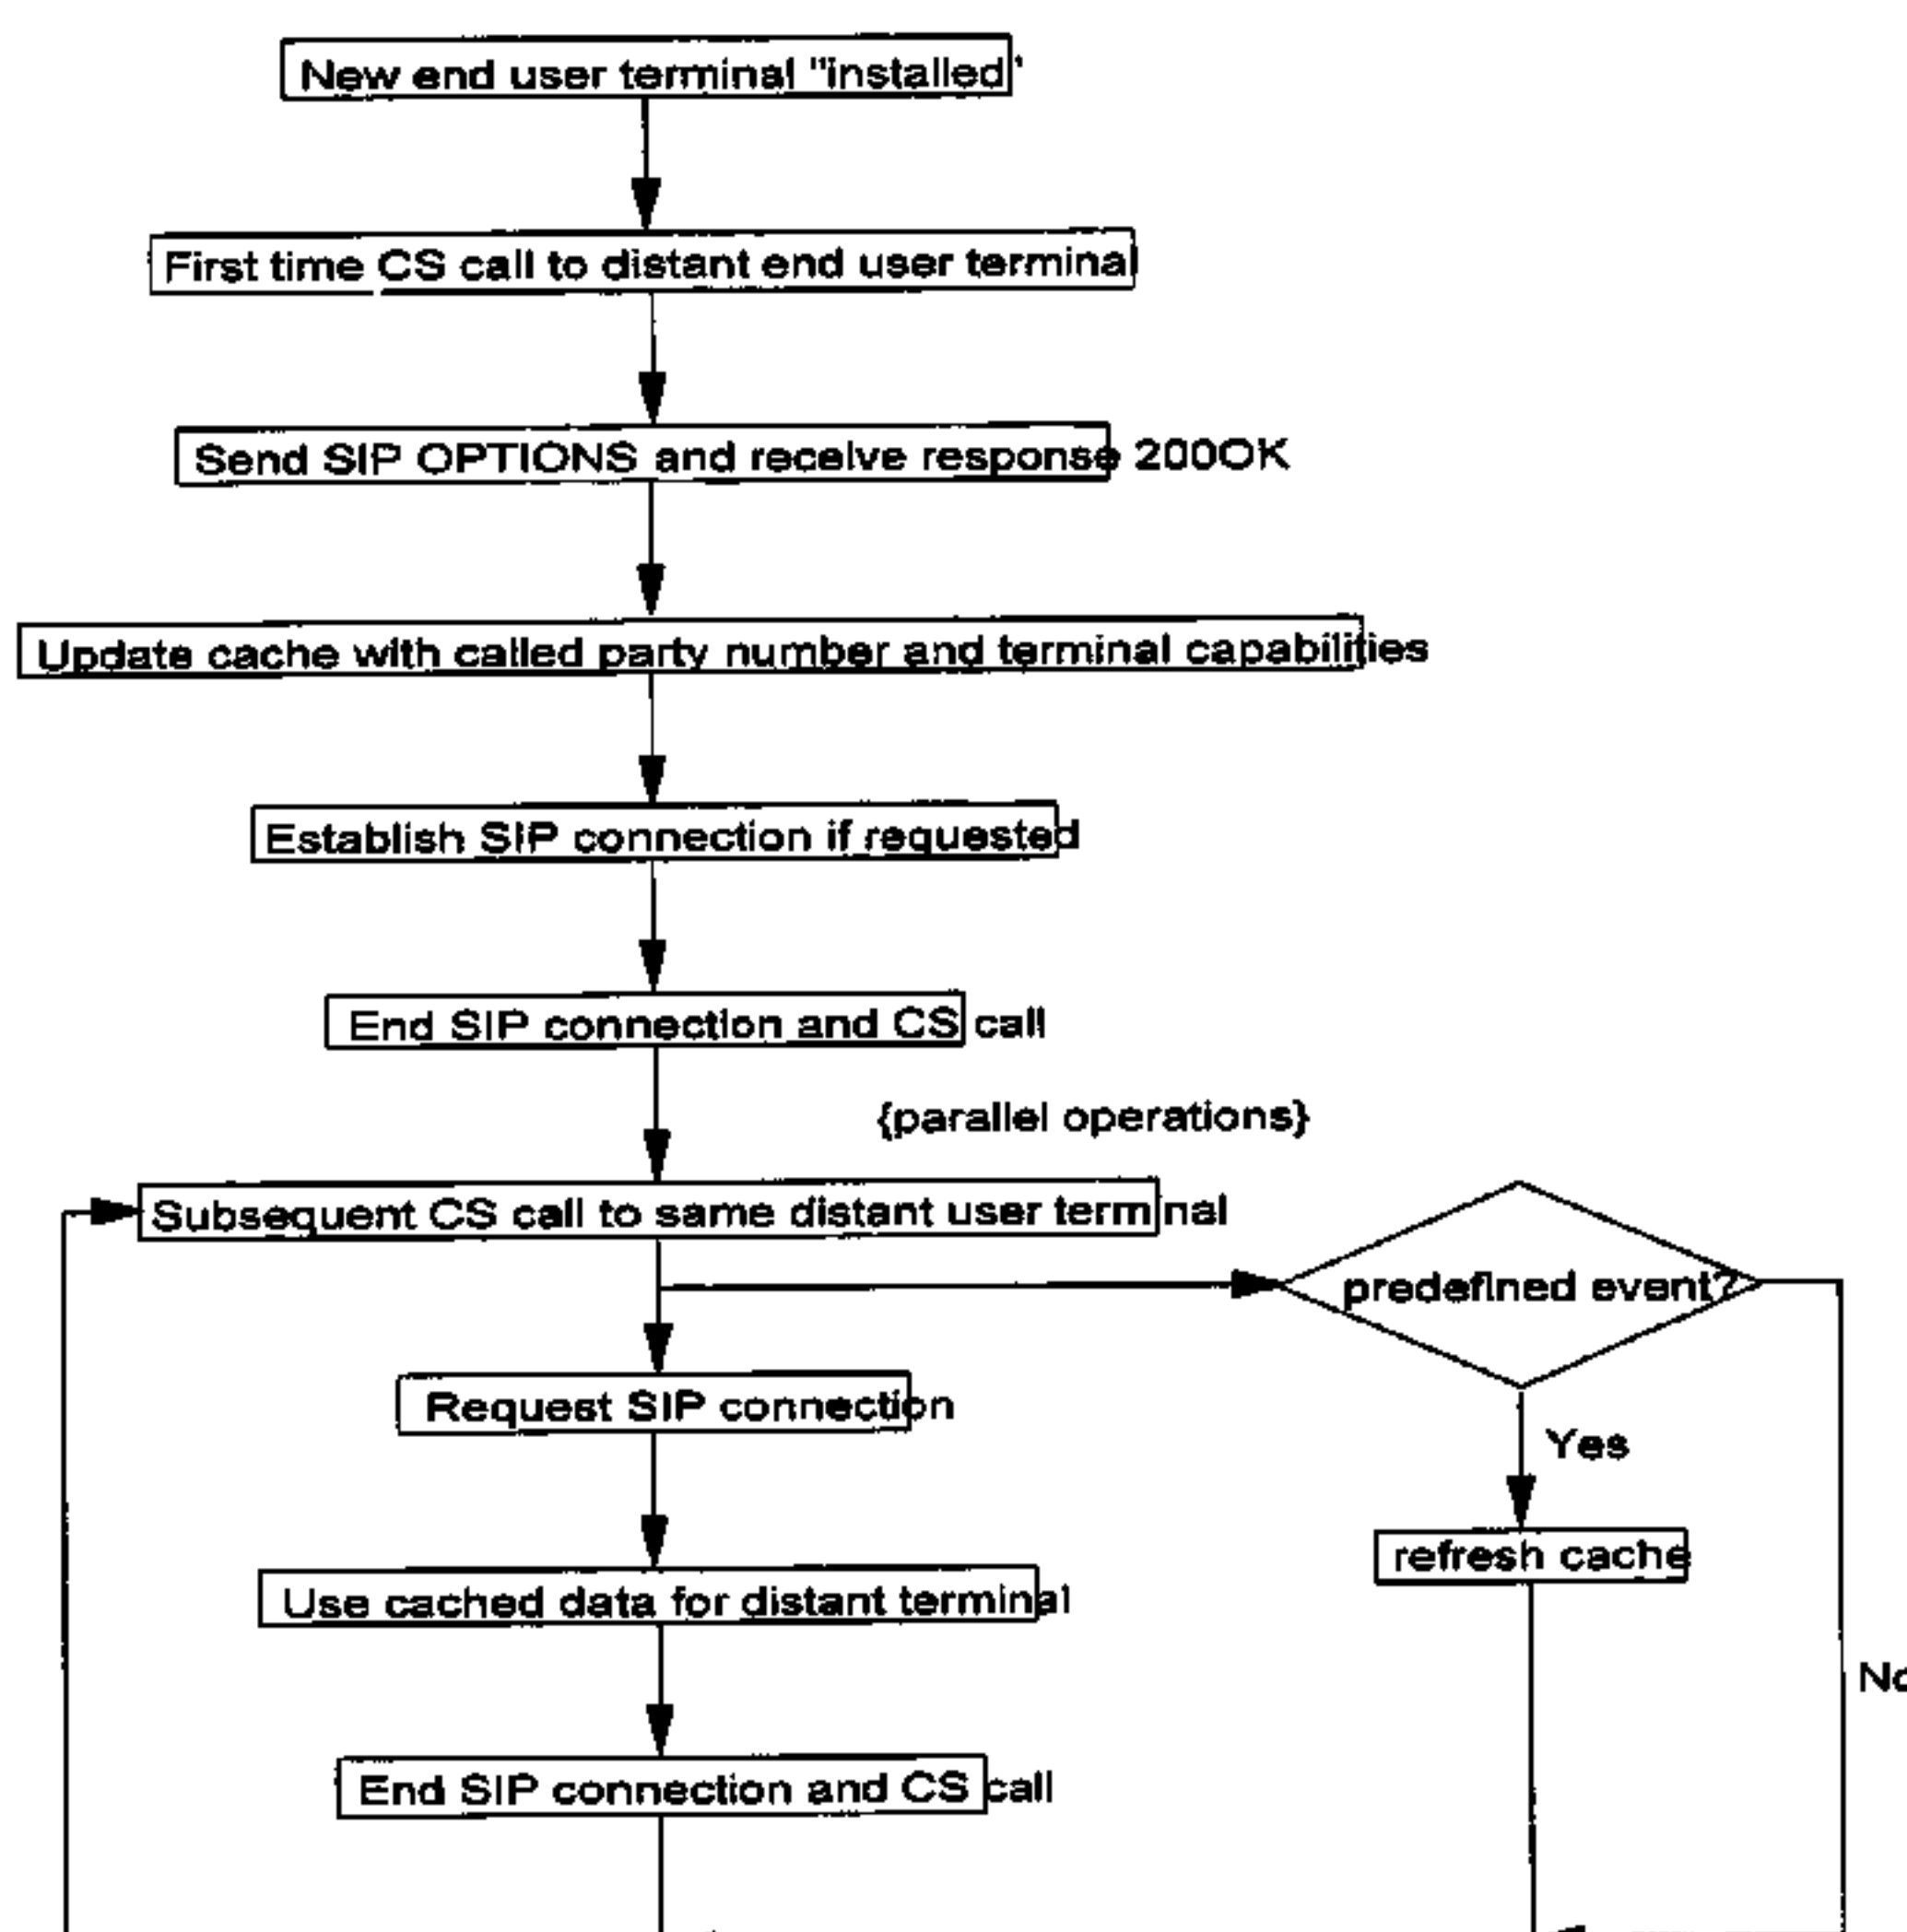 New end user terminal "installed"
First time CS call to distant end user terminal
Send SIP OPTIONS and receive response 200OK
Update cache with called party number and terminal capabilities
Establish SIP connection if requested
End SIP connection and CS call
{parallel operations}
Subsequent CS call to same distant user terminal
predefined event?
Request SIP connection
Yes
refresh cache
Use cached data for distant terminal
No
End SIP connection and CS call